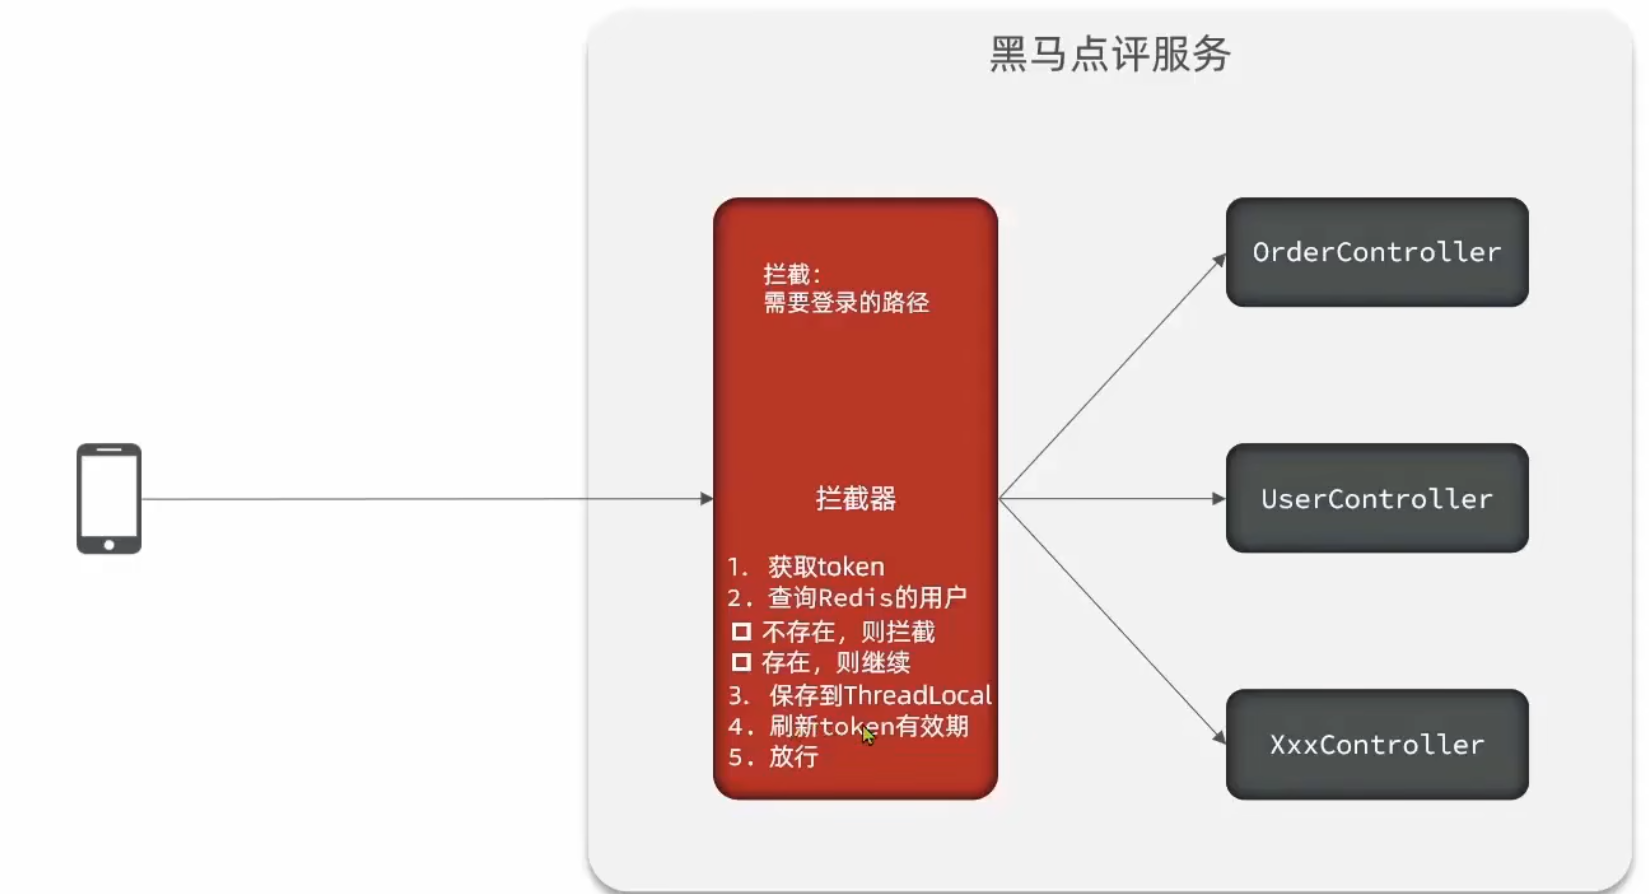 黑马点评服务
拦截：
需要登录的路径
拦截器
1. 获取token
2. 查询Redis的用户
不存在，则拦截
存在，则继续
3. 保存到ThreadLocal
4. 刷新token有效期
5. 放行
OrderController
UserController
XxxController